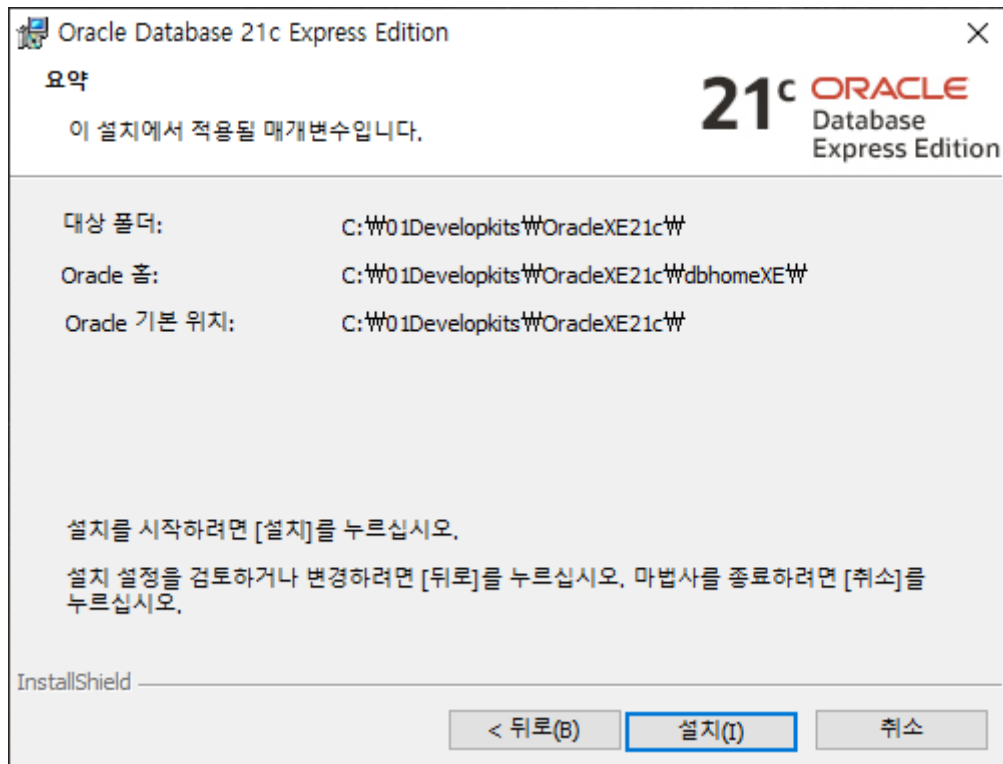 Oracle Database 21c Express Edition
요약
이 설치에서 적용될 매개변수입니다.
21c ORACLE
Database
Express Edition
대상 폴더: C:₩01Developkits₩OracleXE21c₩
Oracle 홈: C:₩01Developkits₩OracleXE21c₩dbhomeXE₩
Oracle 기본 위치: C:₩01Developkits₩OracleXE21c₩
설치를 시작하려면 [설치]를 누르십시오.
설치 설정을 검토하거나 변경하려면 [뒤로]를 누르십시오. 마법사를 종료하려면 [취소]를
누르십시오.
InstallShield
< 뒤로(B) 설치(I) 취소